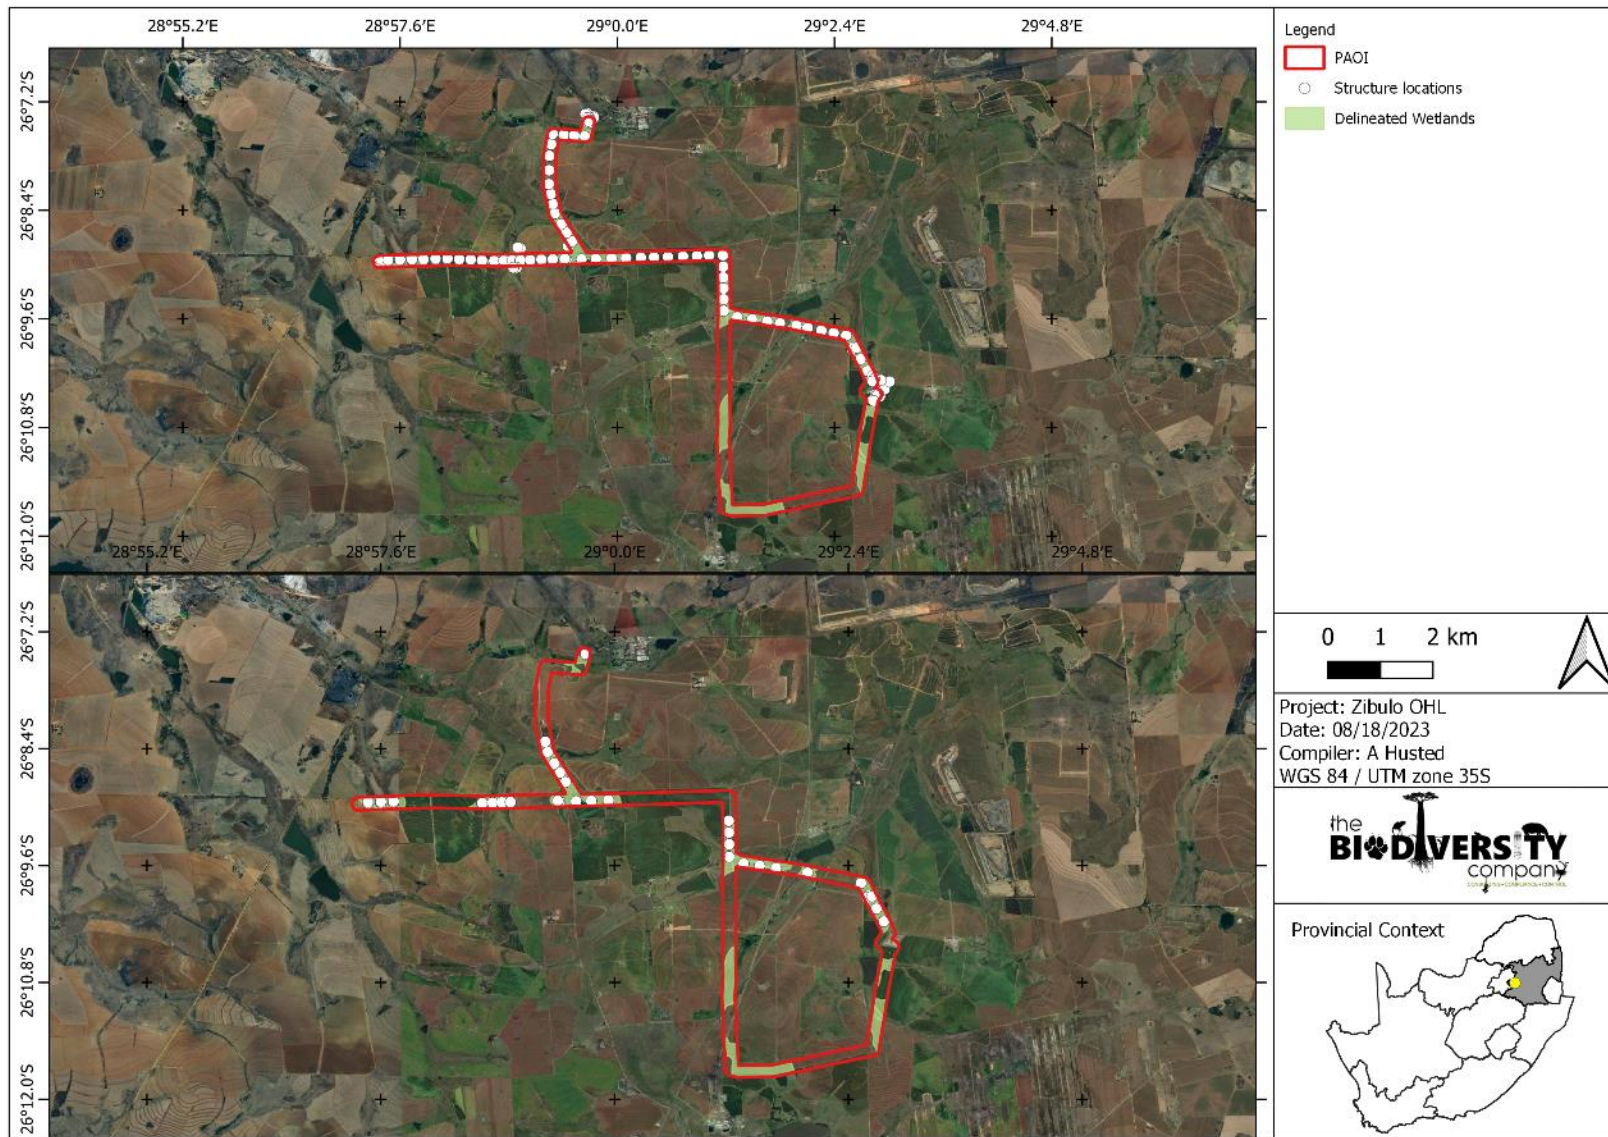 28°55.2'E 28°57.6'E 29°0.0'E 29°2.4'E 29°4.8'E
26°7.2'S
26°8.4'S
26°9.6'S
26°10.8'S
26°12.0'S
28°55.2'E 28°57.6'E 29°0.0'E 29°2.4'E 29°4.8'E
26°7.2'S
26°8.4'S
26°9.6'S
26°10.8'S
26°12.0'S
Legend
PAOI
Structure locations
Delineated Wetlands
0 1 2 km
Project: Zibulo OHL
Date: 08/18/2023
Compiler: A Husted
WGS 84 / UTM zone 35S
the
BIODIVERSITY
company
Provincial Context